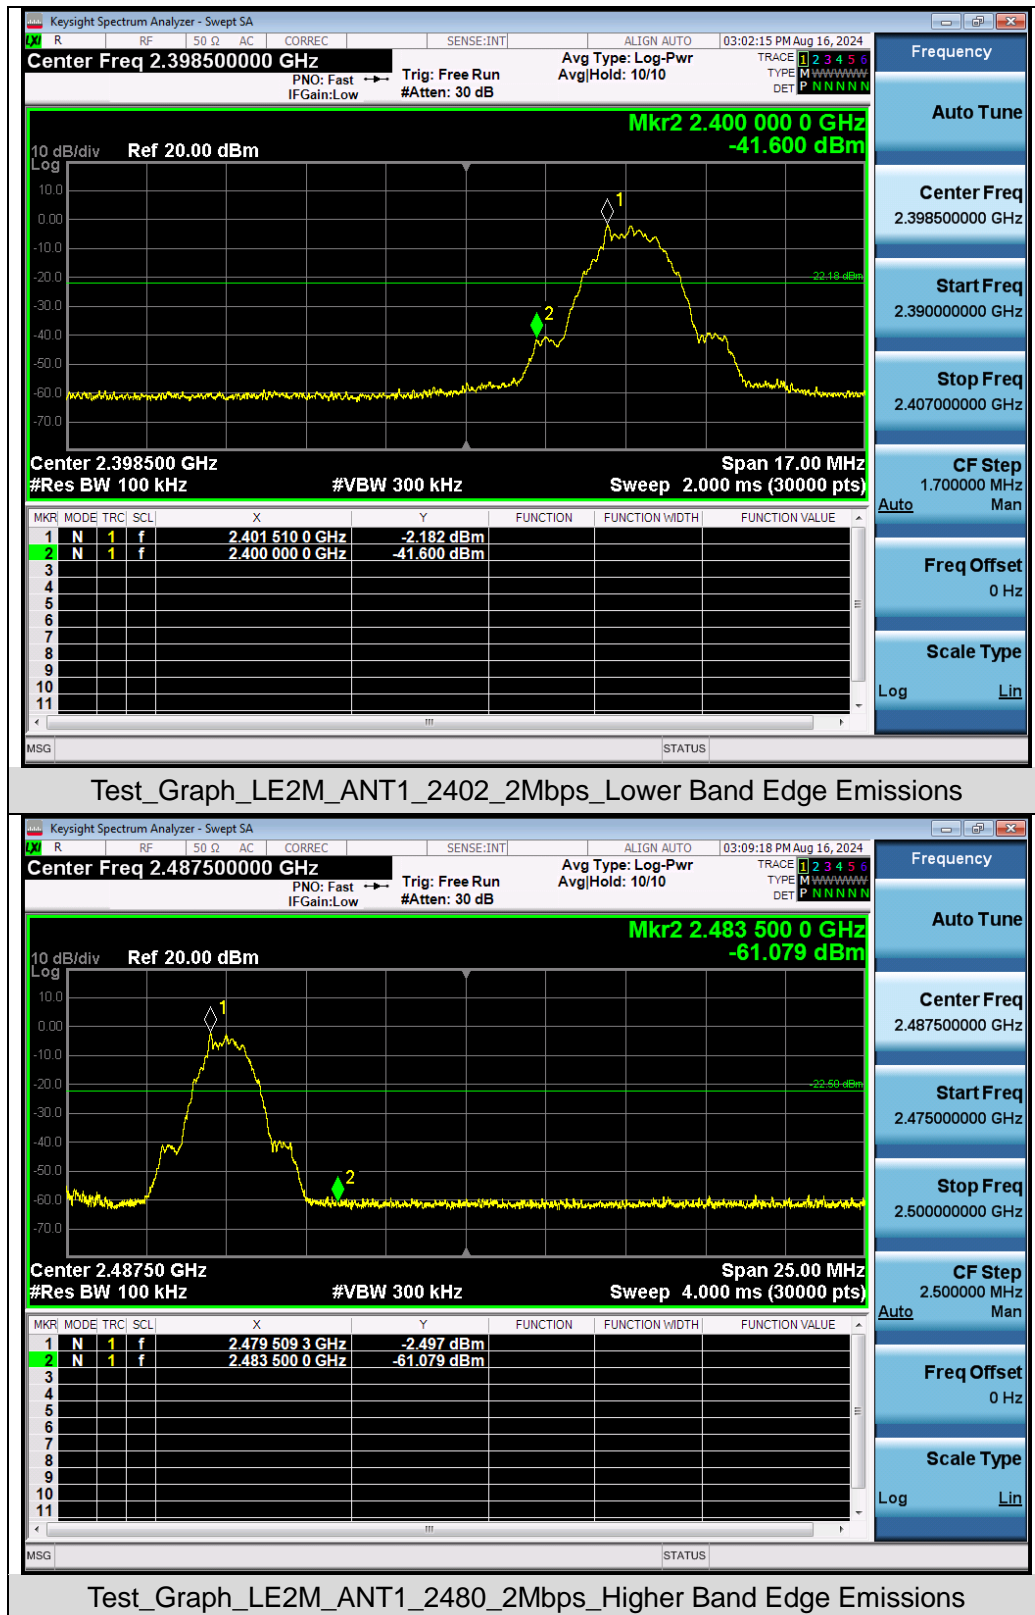 Keysight Spectrum Analyzer - Swept SA
LXI R RF 50 Ω AC CORREC SENSE:INT ALIGN AUTO 03:02:15 PM Aug 16, 2024
Center Freq 2.398500000 GHz
PNO: Fast
IFGain:Low
Trig: Free Run
#Atten: 30 dB
Avg Type: Log-Pwr
Avg|Hold: 10/10
TRACE 1 2 3 4 5 6
TYPE M W W W W W
DET P N N N N N
Mkr2 2.400 000 0 GHz
-41.600 dBm
10 dB/div Ref 20.00 dBm
Log
10.0
0.00
-10.0
-20.0
-30.0
-40.0
-50.0
-60.0
-70.0
1
2
22.18 dBm
Center 2.398500 GHz Span 17.00 MHz
#Res BW 100 kHz #VBW 300 kHz Sweep 2.000 ms (30000 pts)
MKR MODE TRC SCL X Y FUNCTION FUNCTION WIDTH FUNCTION VALUE
1 N 1 f 2.401 510 0 GHz -2.182 dBm
2 N 1 f 2.400 000 0 GHz -41.600 dBm
3
4
5
6
7
8
9
10
11
MSG STATUS
Frequency
Auto Tune
Center Freq
2.398500000 GHz
Start Freq
2.390000000 GHz
Stop Freq
2.407000000 GHz
CF Step
1.700000 MHz
Auto Man
Freq Offset
0 Hz
Scale Type
Log Lin
Test_Graph_LE2M_ANT1_2402_2Mbps_Lower Band Edge Emissions
Keysight Spectrum Analyzer - Swept SA
LXI R RF 50 Ω AC CORREC SENSE:INT ALIGN AUTO 03:09:18 PM Aug 16, 2024
Center Freq 2.487500000 GHz
PNO: Fast
IFGain:Low
Trig: Free Run
#Atten: 30 dB
Avg Type: Log-Pwr
Avg|Hold: 10/10
TRACE 1 2 3 4 5 6
TYPE M W W W W W
DET P N N N N N
Mkr2 2.483 500 0 GHz
-61.079 dBm
10 dB/div Ref 20.00 dBm
Log
10.0
0.00
-10.0
-20.0
-30.0
-40.0
-50.0
-60.0
-70.0
1
2
-22.50 dBm
Center 2.48750 GHz Span 25.00 MHz
#Res BW 100 kHz #VBW 300 kHz Sweep 4.000 ms (30000 pts)
MKR MODE TRC SCL X Y FUNCTION FUNCTION WIDTH FUNCTION VALUE
1 N 1 f 2.479 509 3 GHz -2.497 dBm
2 N 1 f 2.483 500 0 GHz -61.079 dBm
3
4
5
6
7
8
9
10
11
MSG STATUS
Frequency
Auto Tune
Center Freq
2.487500000 GHz
Start Freq
2.475000000 GHz
Stop Freq
2.500000000 GHz
CF Step
2.500000 MHz
Auto Man
Freq Offset
0 Hz
Scale Type
Log Lin
Test_Graph_LE2M_ANT1_2480_2Mbps_Higher Band Edge Emissions